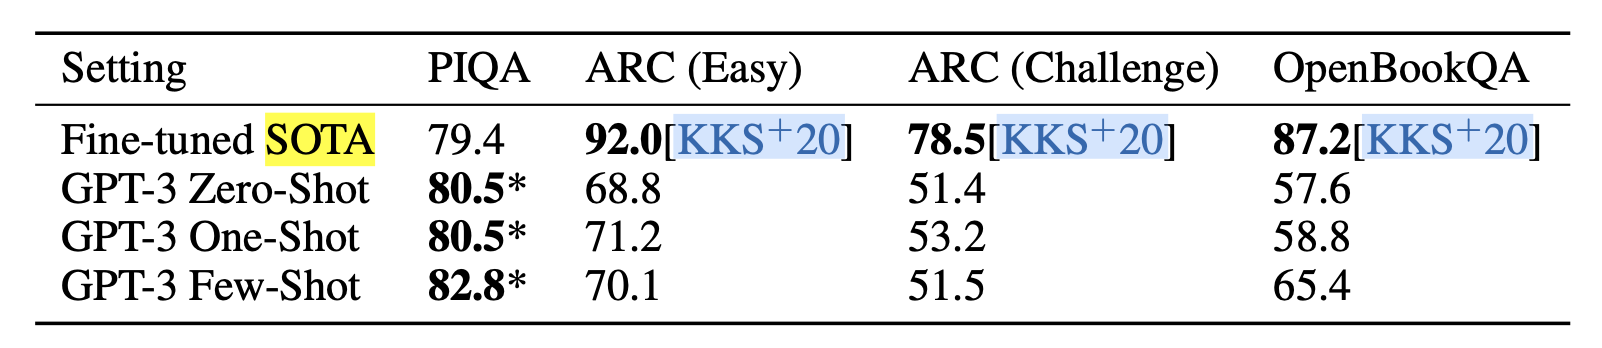 Setting PIQA ARC (Easy) ARC (Challenge) OpenBookQA
Fine-tuned SOTA 79.4 92.0[KKS+20] 78.5[KKS+20] 87.2[KKS+20]
GPT-3 Zero-Shot 80.5* 68.8 51.4 57.6
GPT-3 One-Shot 80.5* 71.2 53.2 58.8
GPT-3 Few-Shot 82.8* 70.1 51.5 65.4